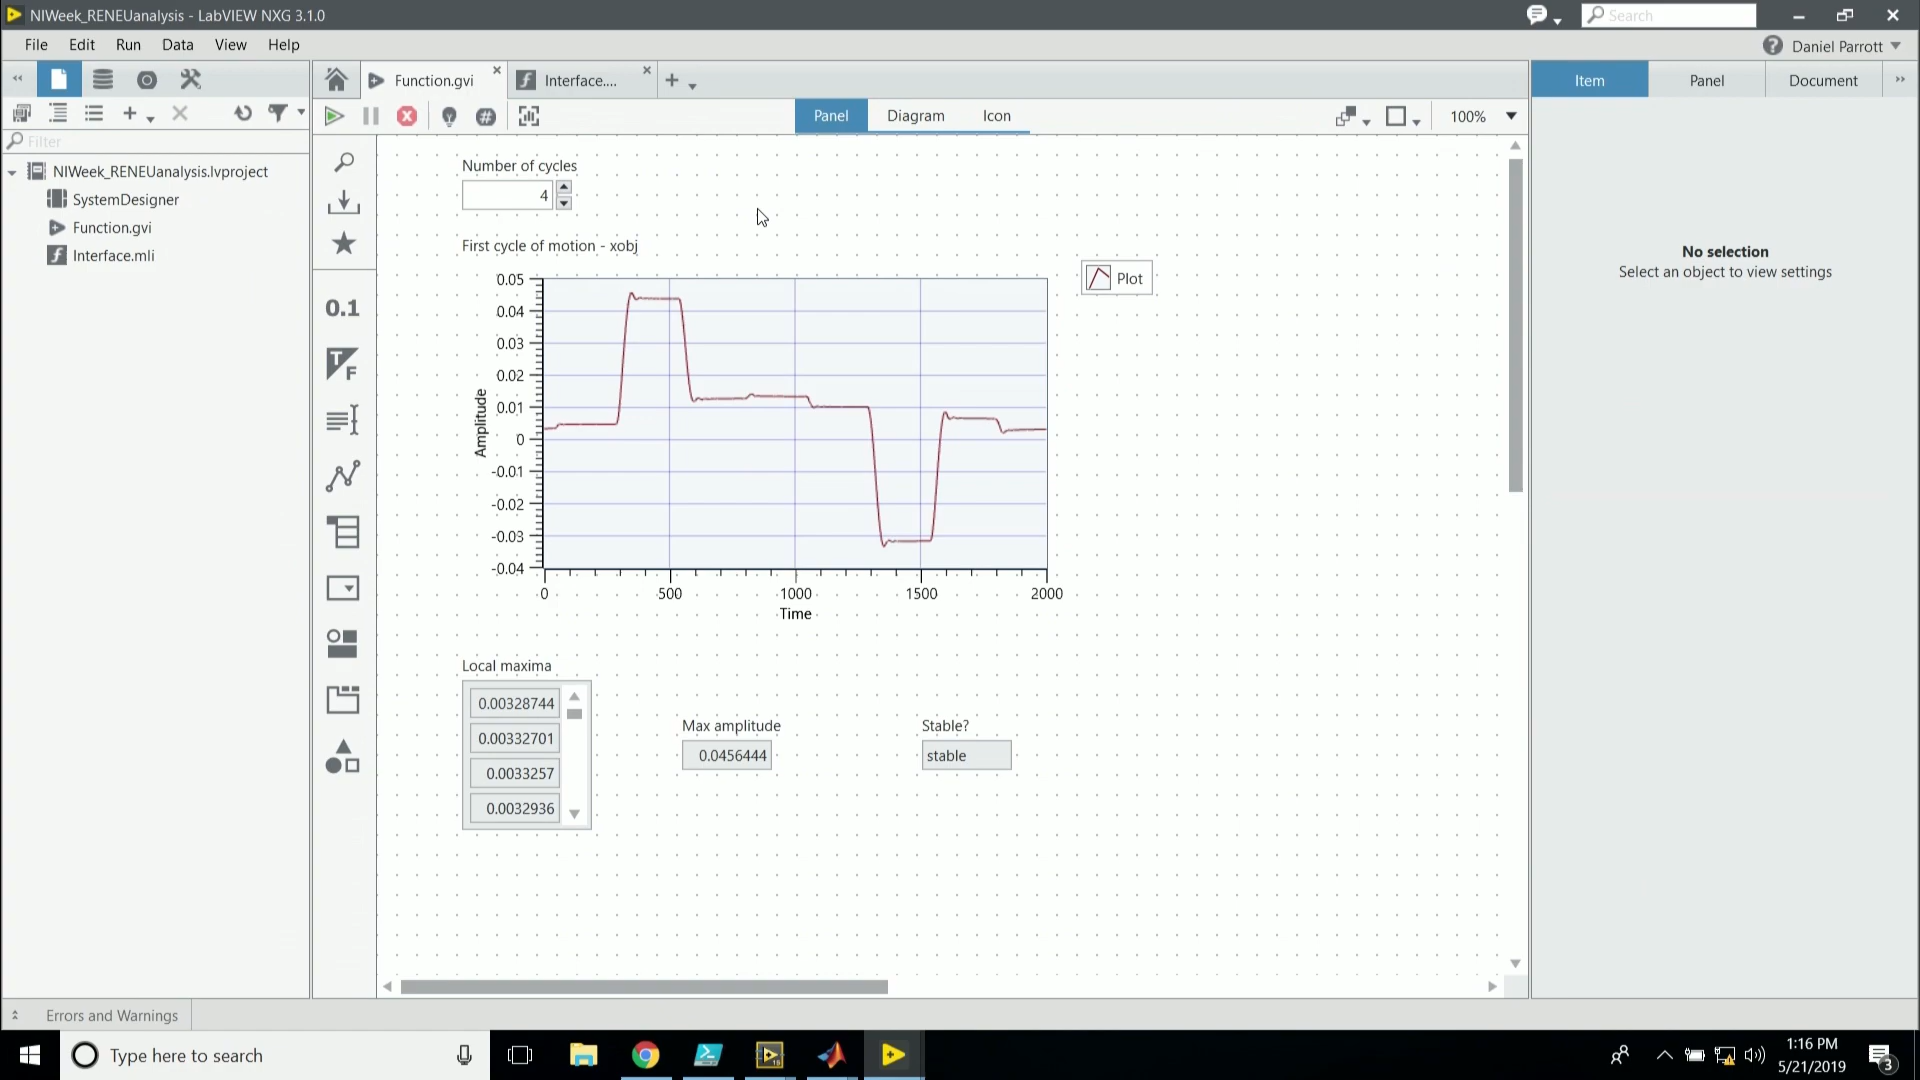 NIWeek_RENEUanalysis - LabVIEW NXG 3.1.0
Search
File Edit Run Data View Help
Daniel Parrott
Function.gvi
Interface....
Item Panel Document
Panel Diagram Icon
100%
Filter
NIWeek_RENEUanalysis.lvproject
SystemDesigner
Function.gvi
Interface.mli
0.1
T
F
Number of cycles
4
First cycle of motion - xobj
Plot
0.05
0.04
0.03
0.02
0.01
0
-0.01
-0.02
-0.03
-0.04
Amplitude
0 500 1000 1500 2000
Time
No selection
Select an object to view settings
Local maxima
0.00328744
0.00332701
0.0033257
0.0032936
Max amplitude
0.0456444
Stable?
stable
Errors and Warnings
Type here to search
1:16 PM
5/21/2019
3